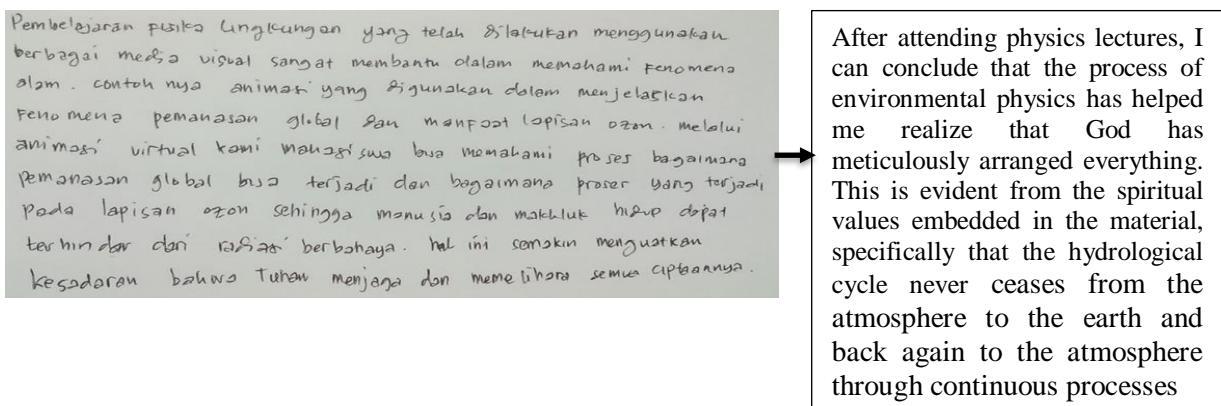 Pembelajaran fisika lingkungan yang telah dilakukan menggunakan
berbagai media visual sangat membantu dalam memahami fenomena
alam. contoh nya animasi yang digunakan dalam menjelaskan
Fenomena pemanasan global dan manfaat lapisan ozon. melalui
animasi virtual kami mahasiswa bisa memahami proses bagaimana
pemanasan global bisa terjadi dan bagaimana proses yang terjadi
pada lapisan ozon sehingga manusia dan makhluk hidup dapat
terhindar dari radiasi berbahaya. hal ini semakin menguatkan
kesadaran bahwa Tuhan menjaga dan memelihara semua ciptaannya.
After attending physics lectures, I
can conclude that the process of
environmental physics has helped
me realize that God has
meticulously arranged everything.
This is evident from the spiritual
values embedded in the material,
specifically that the hydrological
cycle never ceases from the
atmosphere to the earth and
back again to the atmosphere
through continuous processes